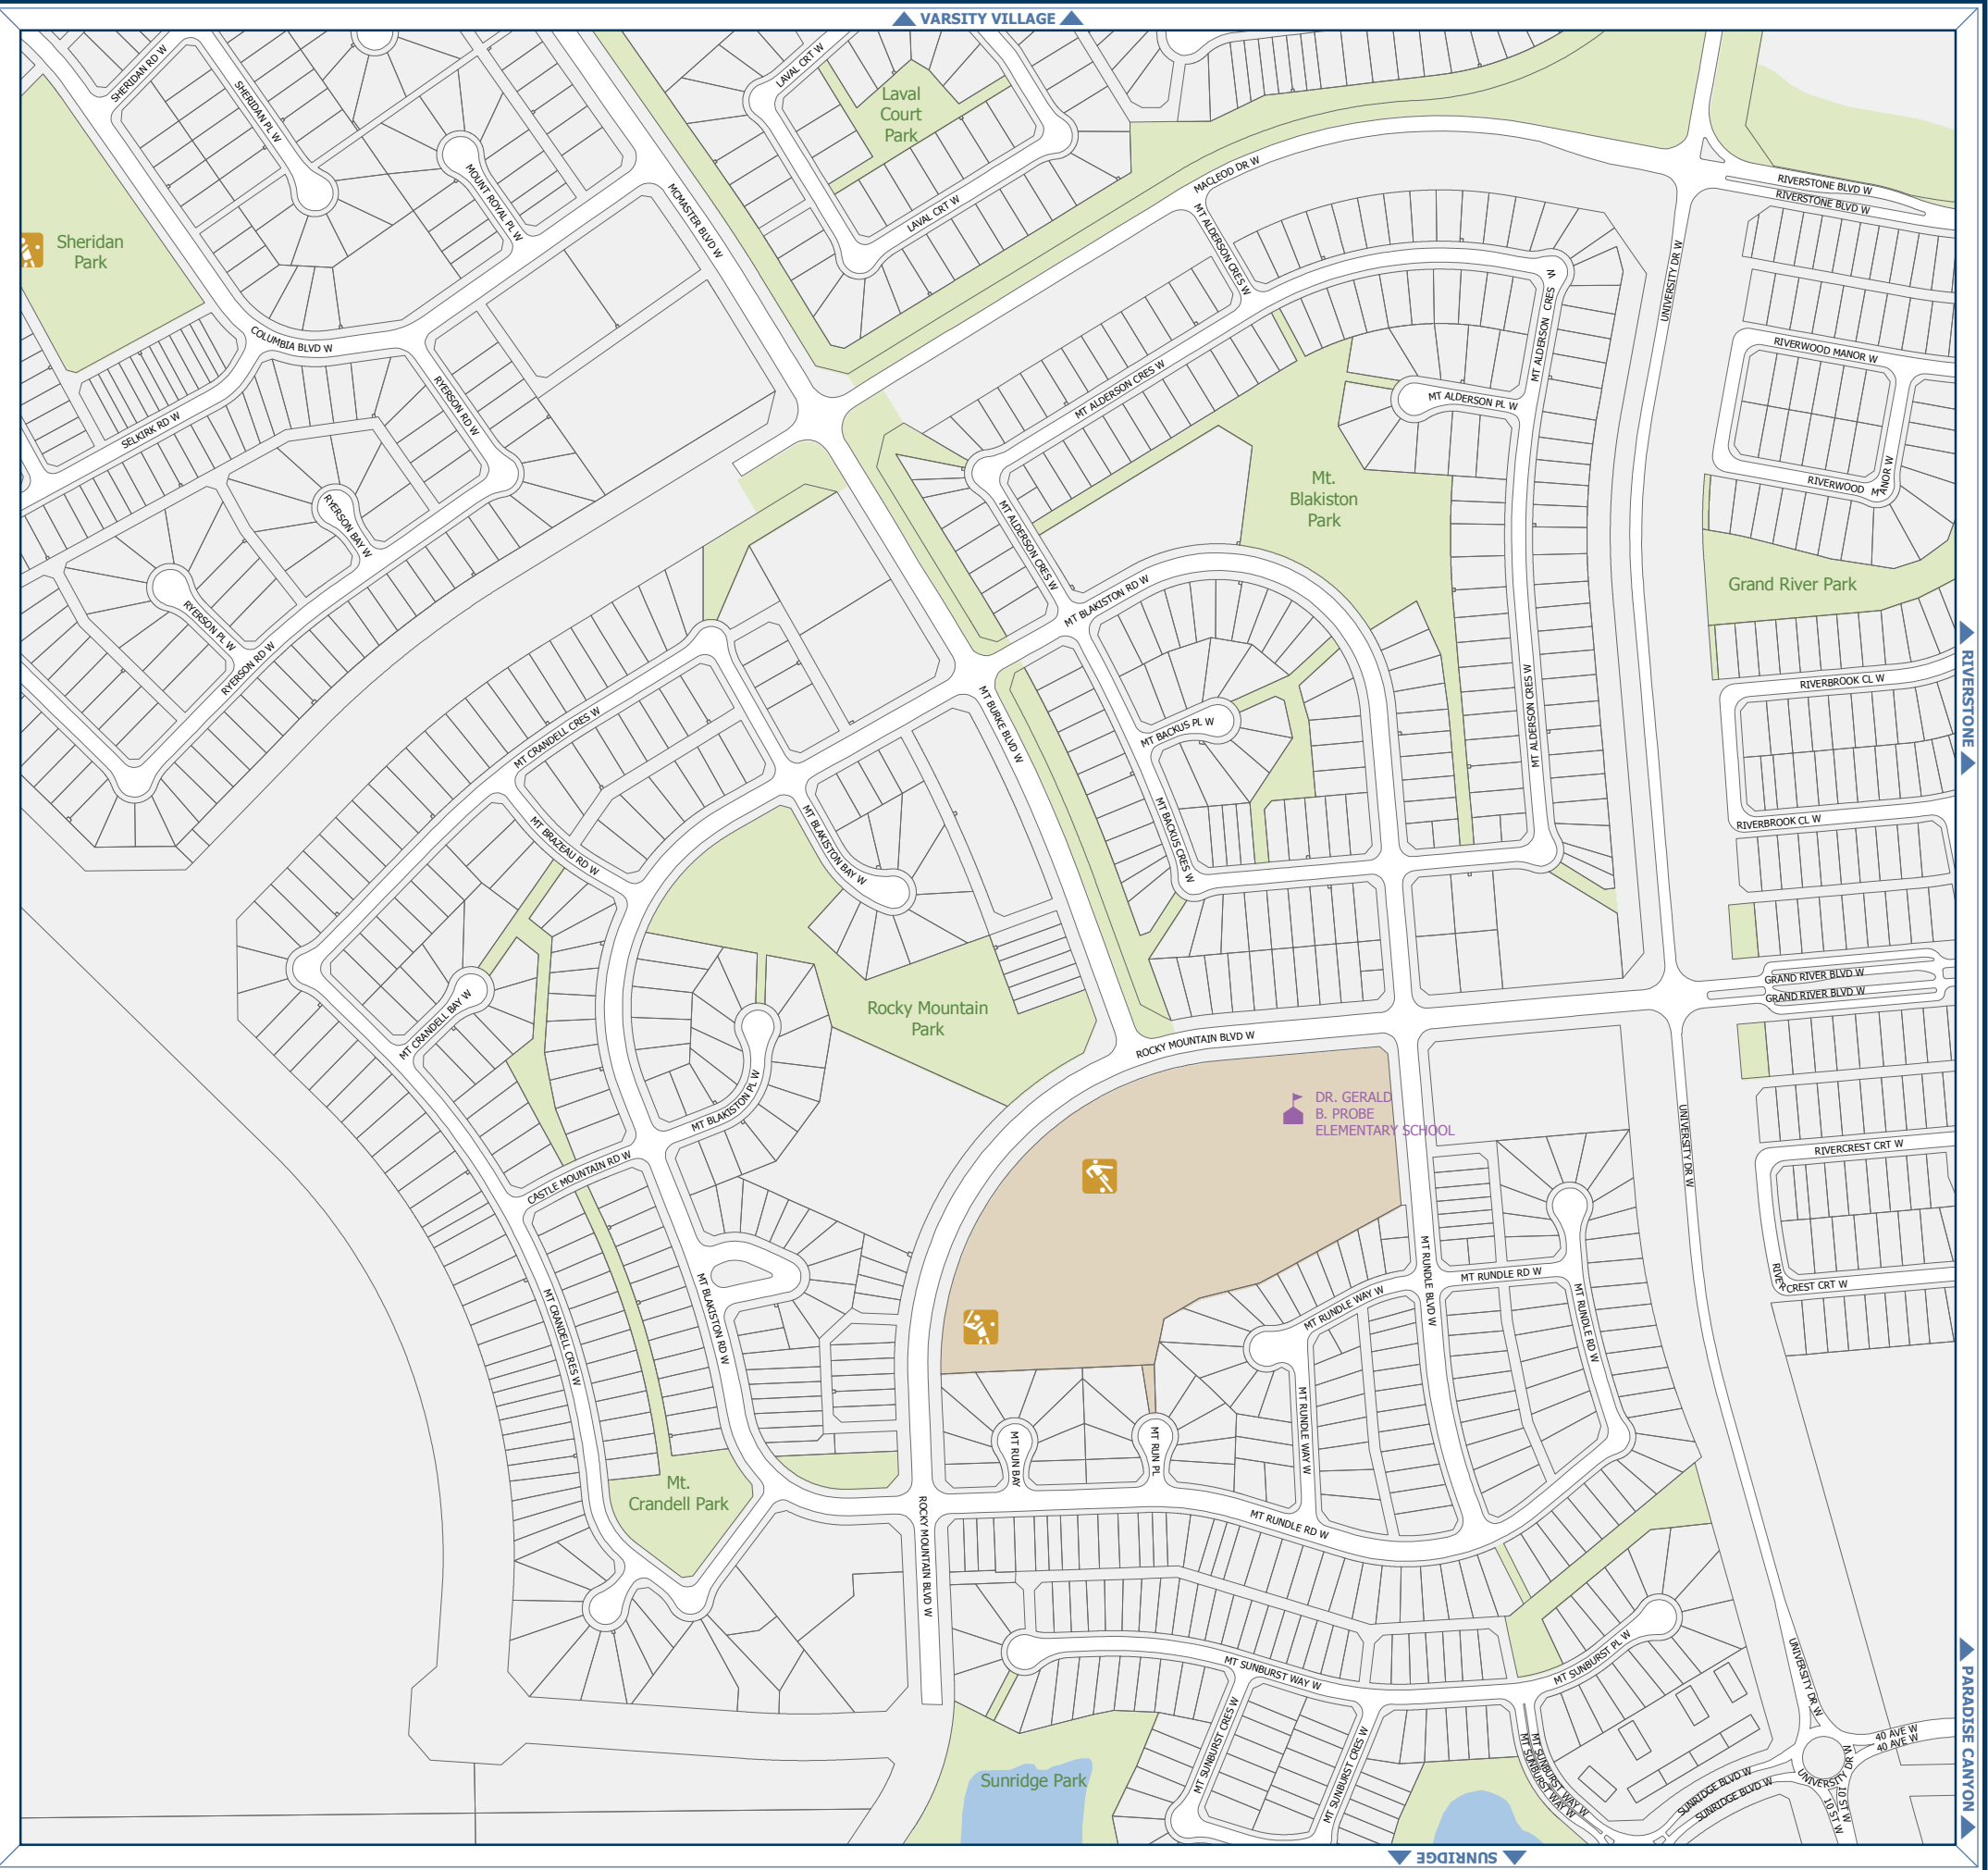 VARSITY VILLAGE
SHERIDAN RD W
SHERIDAN PL W
LAVAL CRT W
Laval
Court
Park
MOUNT ROYAL PL W
MCMASTER BLVD W
LAVAL CRT W
MACLEOD DR W
MT ALDERSON CRES W
RIVERSTONE BLVD W
RIVERSTONE BLVD W
Sheridan
Park
UNIVERSITY DR W
COLUMBIA BLVD W
MT ALDERSON CRES W
RIVERWOOD MANOR W
RYERSON RD W
MT ALDERSON CRES W
MT ALDERSON PL W
SELKIRK RD W
Mt.
Blakiston
Park
RIVERWOOD MANOR W
RYERSON BAY W
MT ALDERSON CRES W
Grand River Park
MT BLAKISTON RD W
RYERSON PL W
RYERSON RD W
RIVERSTONE
RIVERBROOK CL W
MT CRANDELL CRES W
MT BURKE BLVD W
MT BACKUS PL W
MT ALDERSON CRES W
RIVERBROOK CL W
MT BRAZEAU RD W
MT BLAKISTON BAY W
MT BACKUS CRES W
GRAND RIVER BLVD W
GRAND RIVER BLVD W
Rocky Mountain
Park
MT CRANDELL BAY W
ROCKY MOUNTAIN BLVD W
MT BLAKISTON PL W
DR. GERALD
B. PROBE
ELEMENTARY SCHOOL
UNIVERSITY DR W
RIVERCREST CRT W
CASTLE MOUNTAIN RD W
MT RUNDLE BLVD W
MT RUNDLE RD W
RIVERCREST CRT W
MT CRANDELL CRES W
MT BLAKISTON RD W
MT RUNDLE WAY W
MT RUNDLE RD W
MT RUNDLE WAY W
MT RUN BAY
MT RUN PL
Mt.
Crandell Park
ROCKY MOUNTAIN BLVD W
MT RUNDLE RD W
MT SUNBURST WAY W
MT SUNBURST PL W
UNIVERSITY DR W
PARADISE CANYON
MT SUNBURST CRES W
MT SUNBURST CRES W
MT SUNBURST WAY W
MT SUNBURST WAY W
40 AVE W
40 AVE W
UNIVERSITY DR W
Sunridge Park
SUNRIDGE BLVD W
SUNRIDGE BLVD W
10 ST W
10 ST W
SUNRIDGE